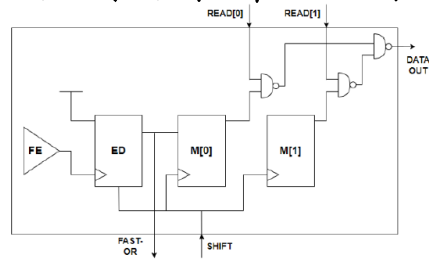 READ[0] READ[1]
DATA
OUT
FE ED M[0] M[1]
FAST-
OR
SHIFT